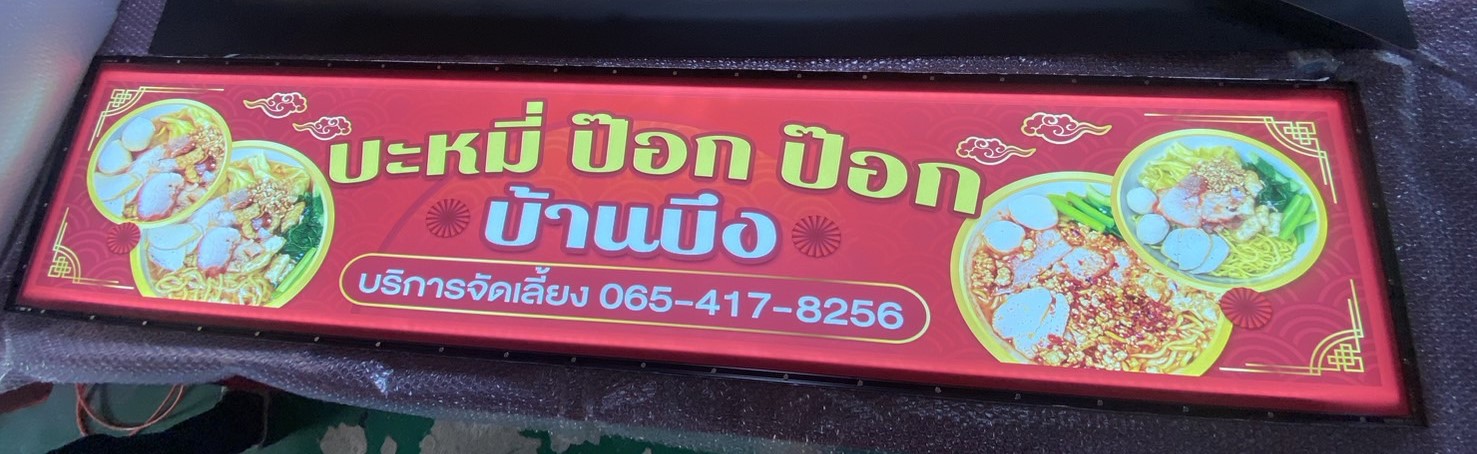 บะหมี่ ป๊อก ป๊อก
บ้านบึง
บริการจัดเลี้ยง 065-417-8256